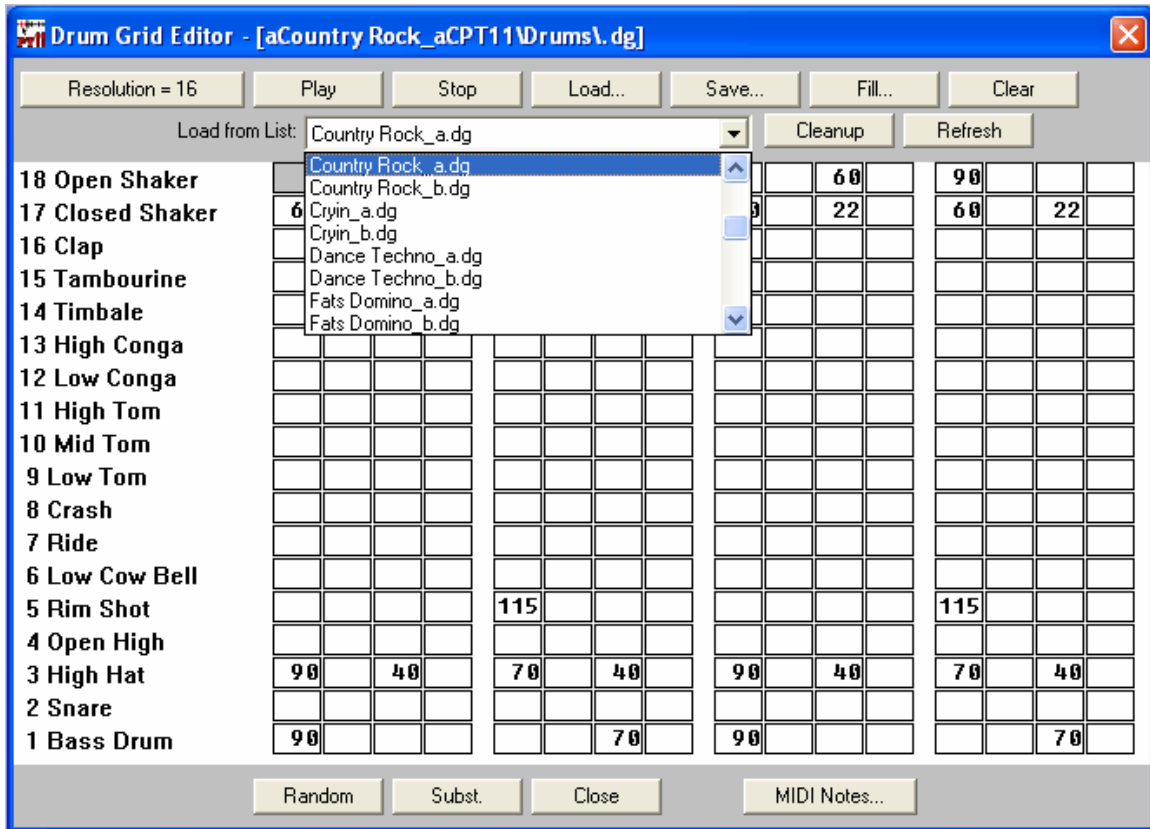 Drum Grid Editor - [aCountry Rock_aCPT11\Drums\.dg]
Resolution = 16 Play Stop Load... Save... Fill... Clear
Load from List: Country Rock_a.dg Cleanup Refresh
Country Rock_a.dg
Country Rock_b.dg
Cryin_a.dg
Cryin_b.dg
Dance Techno_a.dg
Dance Techno_b.dg
Fats Domino_a.dg
Fats Domino_b.dg
18 Open Shaker 60 90
17 Closed Shaker 22 60 22
16 Clap
15 Tambourine
14 Timbale
13 High Conga
12 Low Conga
11 High Tom
10 Mid Tom
9 Low Tom
8 Crash
7 Ride
6 Low Cow Bell
5 Rim Shot 115 115
4 Open High
3 High Hat 90 40 70 40 90 40 70 40
2 Snare
1 Bass Drum 90 70 90 70
Random Subst. Close MIDI Notes...